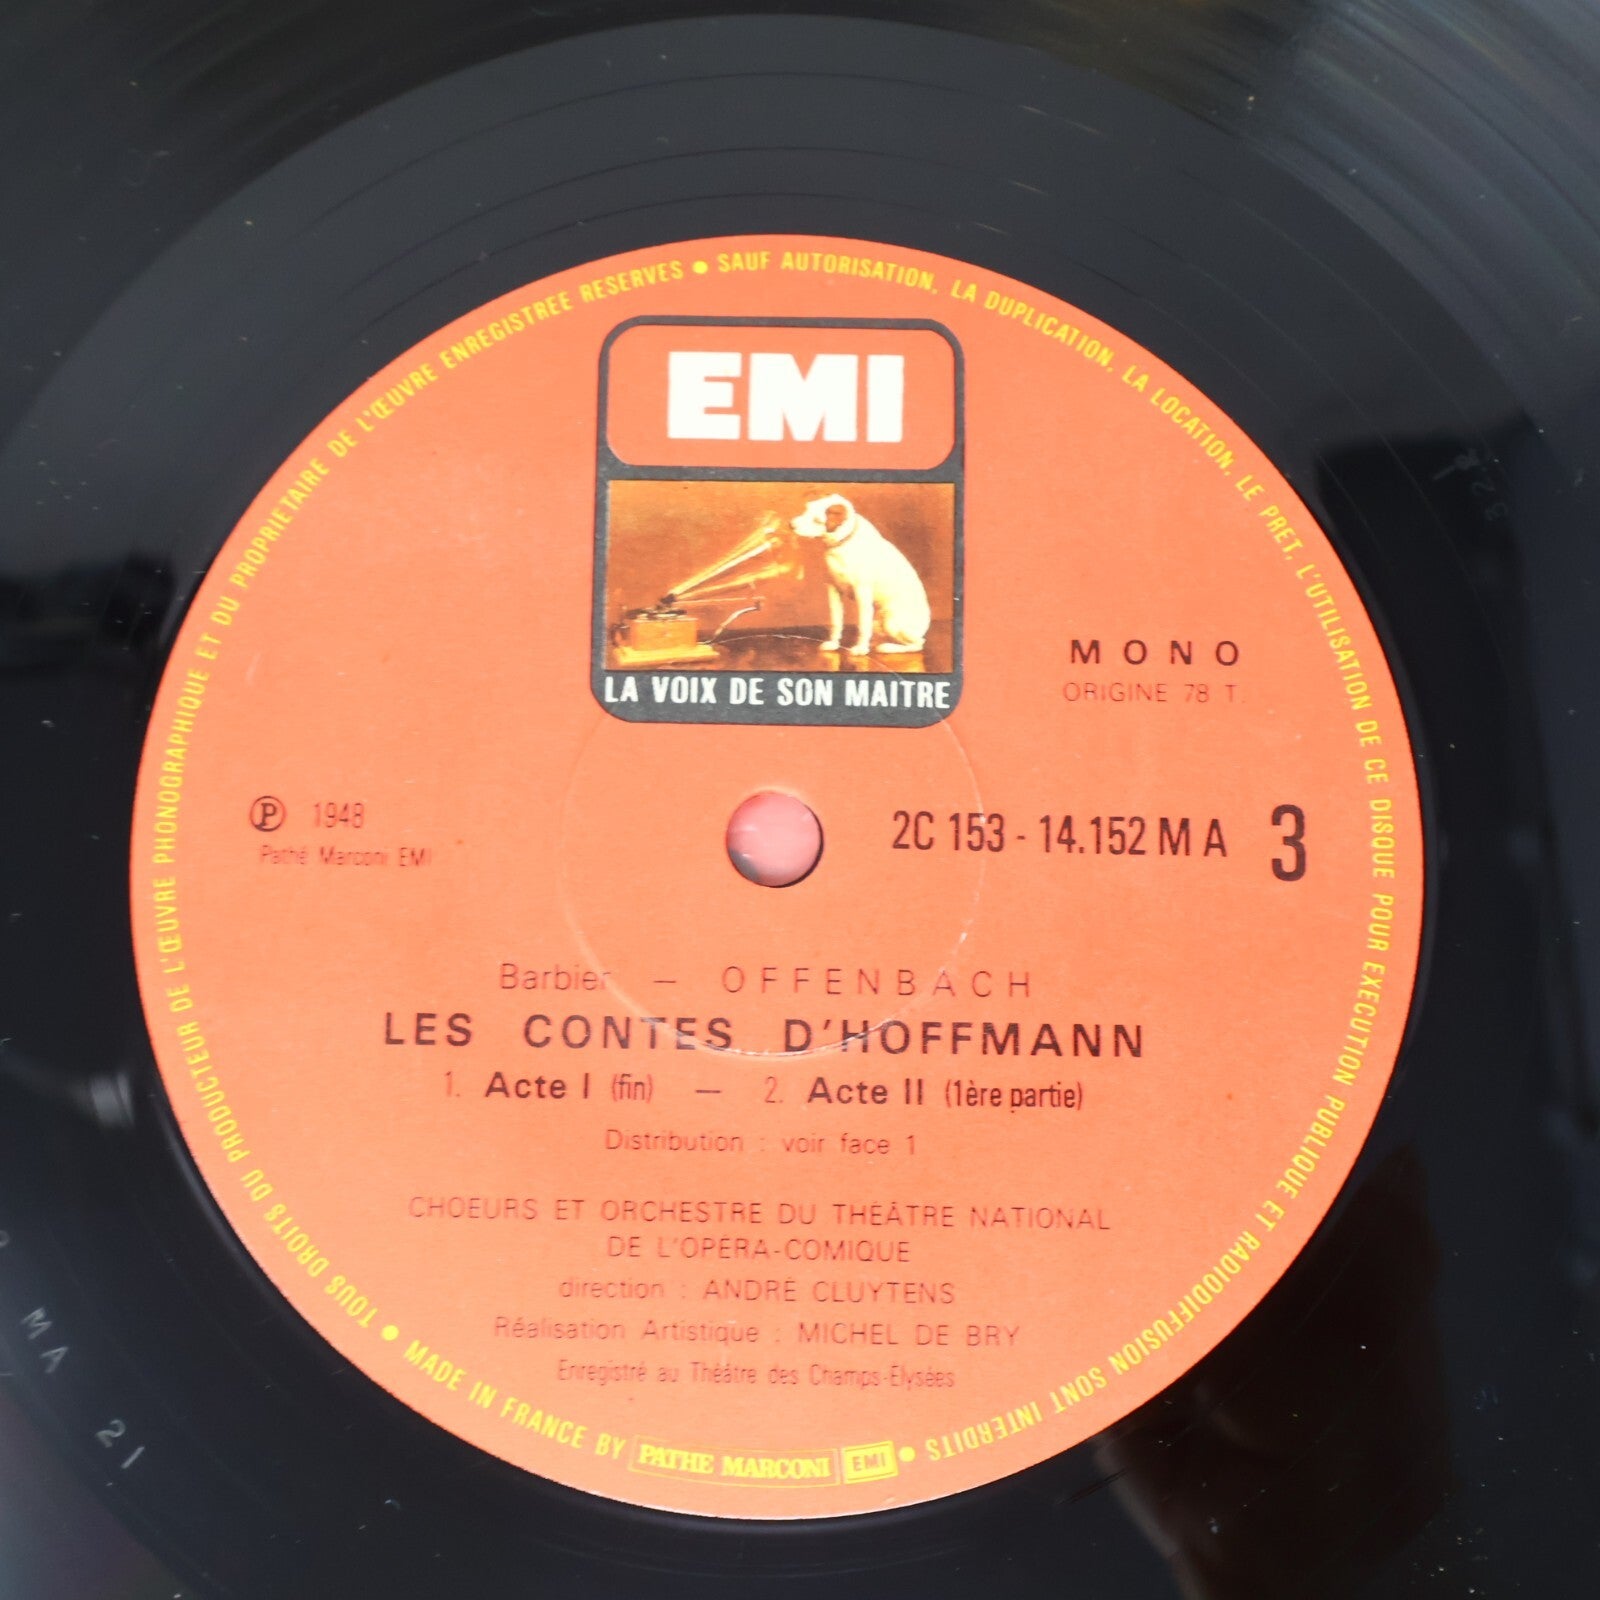 TOUS DROITS DU PRODUCTEUR DE L'ŒUVRE PHONOGRAPHIQUE ET DU PROPRIETAIRE DE L'ŒUVRE ENREGISTREE RESERVES ● SAUF AUTORISATION, LA DUPLICATION, LA LOCATION, LE PRET, L'UTILISATION DE CE DISQUE POUR EXECUTION PUBLIQUE ET RADIODIFFUSION SONT INTERDITS ●
EMI
LA VOIX DE SON MAITRE
MONO
ORIGINE 78 T.
℗ 1948
Pathé Marconi EMI
2C 153 - 14.152 M A 3
Barbier — OFFENBACH
LES CONTES D'HOFFMANN
1. Acte I (fin) — 2. Acte II (1ère partie)
Distribution : voir face 1
CHOEURS ET ORCHESTRE DU THÉÂTRE NATIONAL
DE L'OPÉRA-COMIQUE
direction : ANDRÉ CLUYTENS
Réalisation Artistique : MICHEL DE BRY
Enregistré au Théâtre des Champs-Elysées
● MADE IN FRANCE BY PATHE MARCONI EMI
MA 21